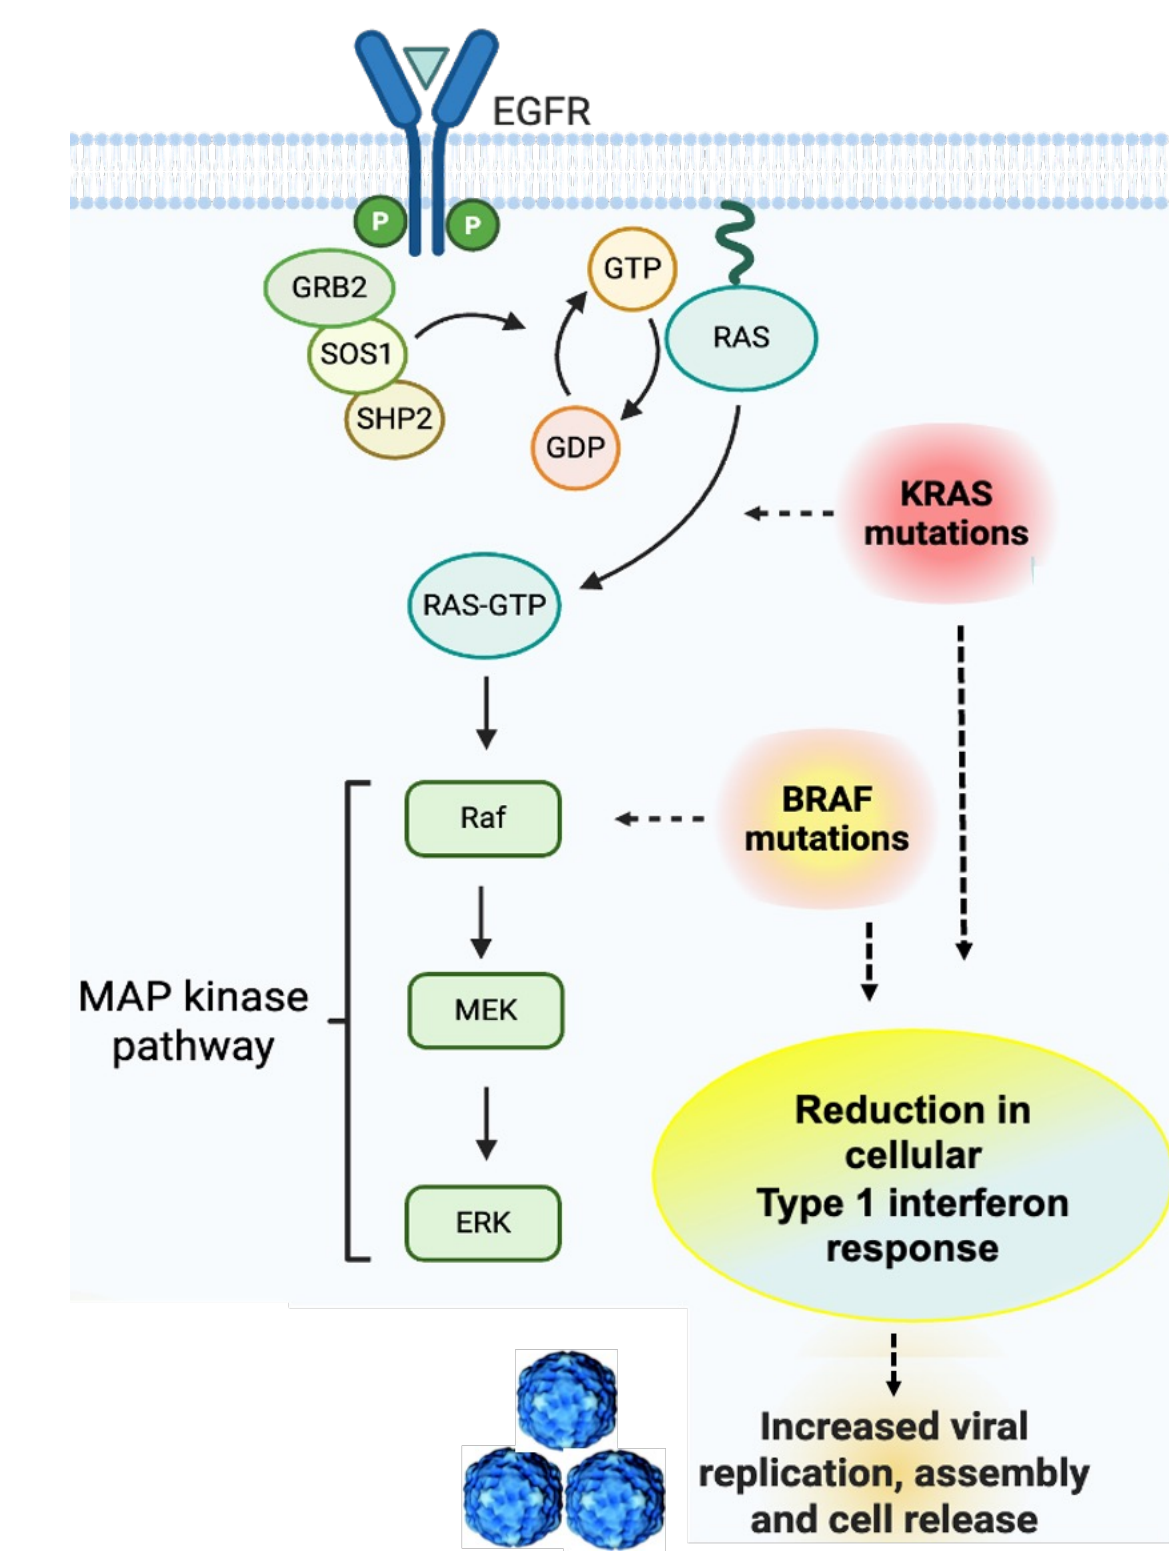 EGFR
P
P
GRB2
SOS1
SHP2
GTP
GDP
RAS
KRAS
mutations
RAS-GTP
Raf
BRAF
mutations
MAP kinase
pathway
MEK
ERK
Reduction in
cellular
Type 1 interferon
response
Increased viral
replication, assembly
and cell release